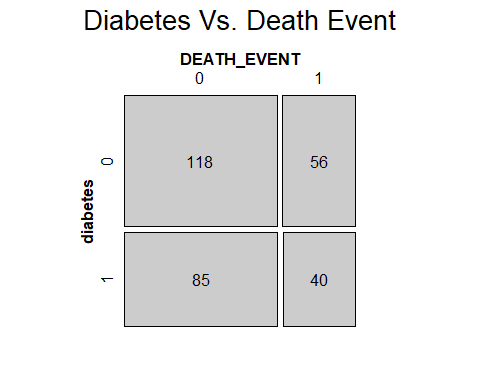 Diabetes Vs. Death Event
DEATH_EVENT
0 1
diabetes
0
118 56
1
85 40